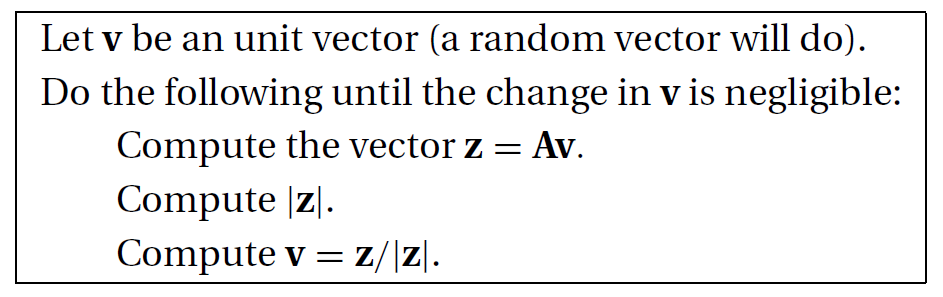 Let v be an unit vector (a random vector will do).
Do the following until the change in v is negligible:
Compute the vector z = Av.
Compute |z|.
Compute v = z/|z|.